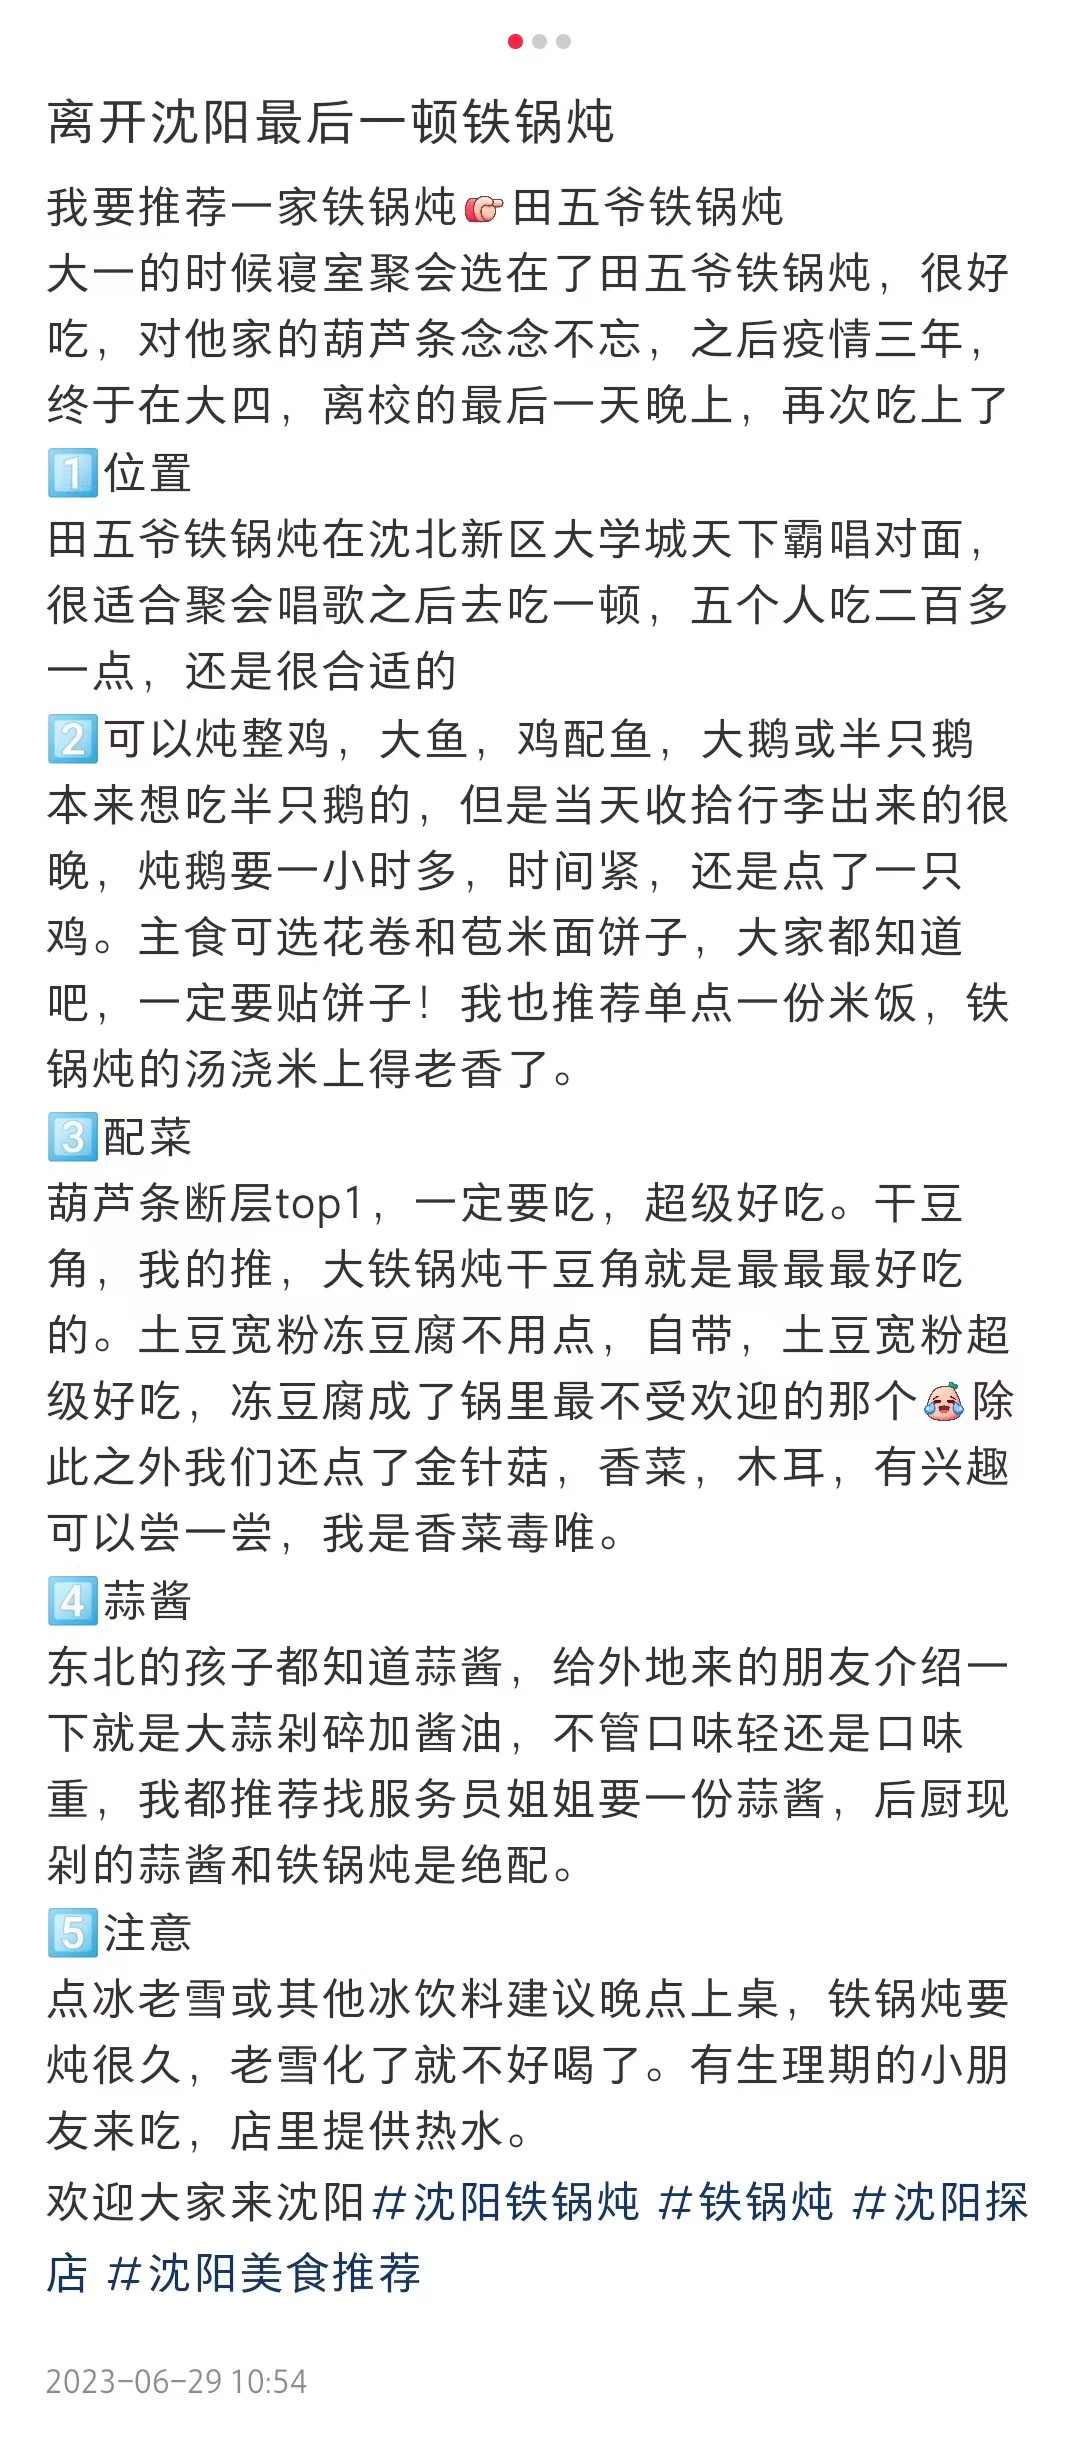 离开沈阳最后一顿铁锅炖
我要推荐一家铁锅炖👉田五爷铁锅炖
大一的时候寝室聚会选在了田五爷铁锅炖，很好
吃，对他家的葫芦条念念不忘，之后疫情三年，
终于在大四，离校的最后一天晚上，再次吃上了
1️⃣位置
田五爷铁锅炖在沈北新区大学城天下霸唱对面，
很适合聚会唱歌之后去吃一顿，五个人吃二百多
一点，还是很合适的
2️⃣可以炖整鸡，大鱼，鸡配鱼，大鹅或半只鹅
本来想吃半只鹅的，但是当天收拾行李出来的很
晚，炖鹅要一小时多，时间紧，还是点了一只
鸡。主食可选花卷和苞米面饼子，大家都知道
吧，一定要贴饼子！我也推荐单点一份米饭，铁
锅炖的汤浇米上得老香了。
3️⃣配菜
葫芦条断层top1，一定要吃，超级好吃。干豆
角，我的推，大铁锅炖干豆角就是最最最好吃
的。土豆宽粉冻豆腐不用点，自带，土豆宽粉超
级好吃，冻豆腐成了锅里最不受欢迎的那个😭除
此之外我们还点了金针菇，香菜，木耳，有兴趣
可以尝一尝，我是香菜毒唯。
4️⃣蒜酱
东北的孩子都知道蒜酱，给外地来的朋友介绍一
下就是大蒜剁碎加酱油，不管口味轻还是口味
重，我都推荐找服务员姐姐要一份蒜酱，后厨现
剁的蒜酱和铁锅炖是绝配。
5️⃣注意
点冰老雪或其他冰饮料建议晚点上桌，铁锅炖要
炖很久，老雪化了就不好喝了。有生理期的小朋
友来吃，店里提供热水。
欢迎大家来沈阳#沈阳铁锅炖 #铁锅炖 #沈阳探
店 #沈阳美食推荐
2023-06-29 10:54